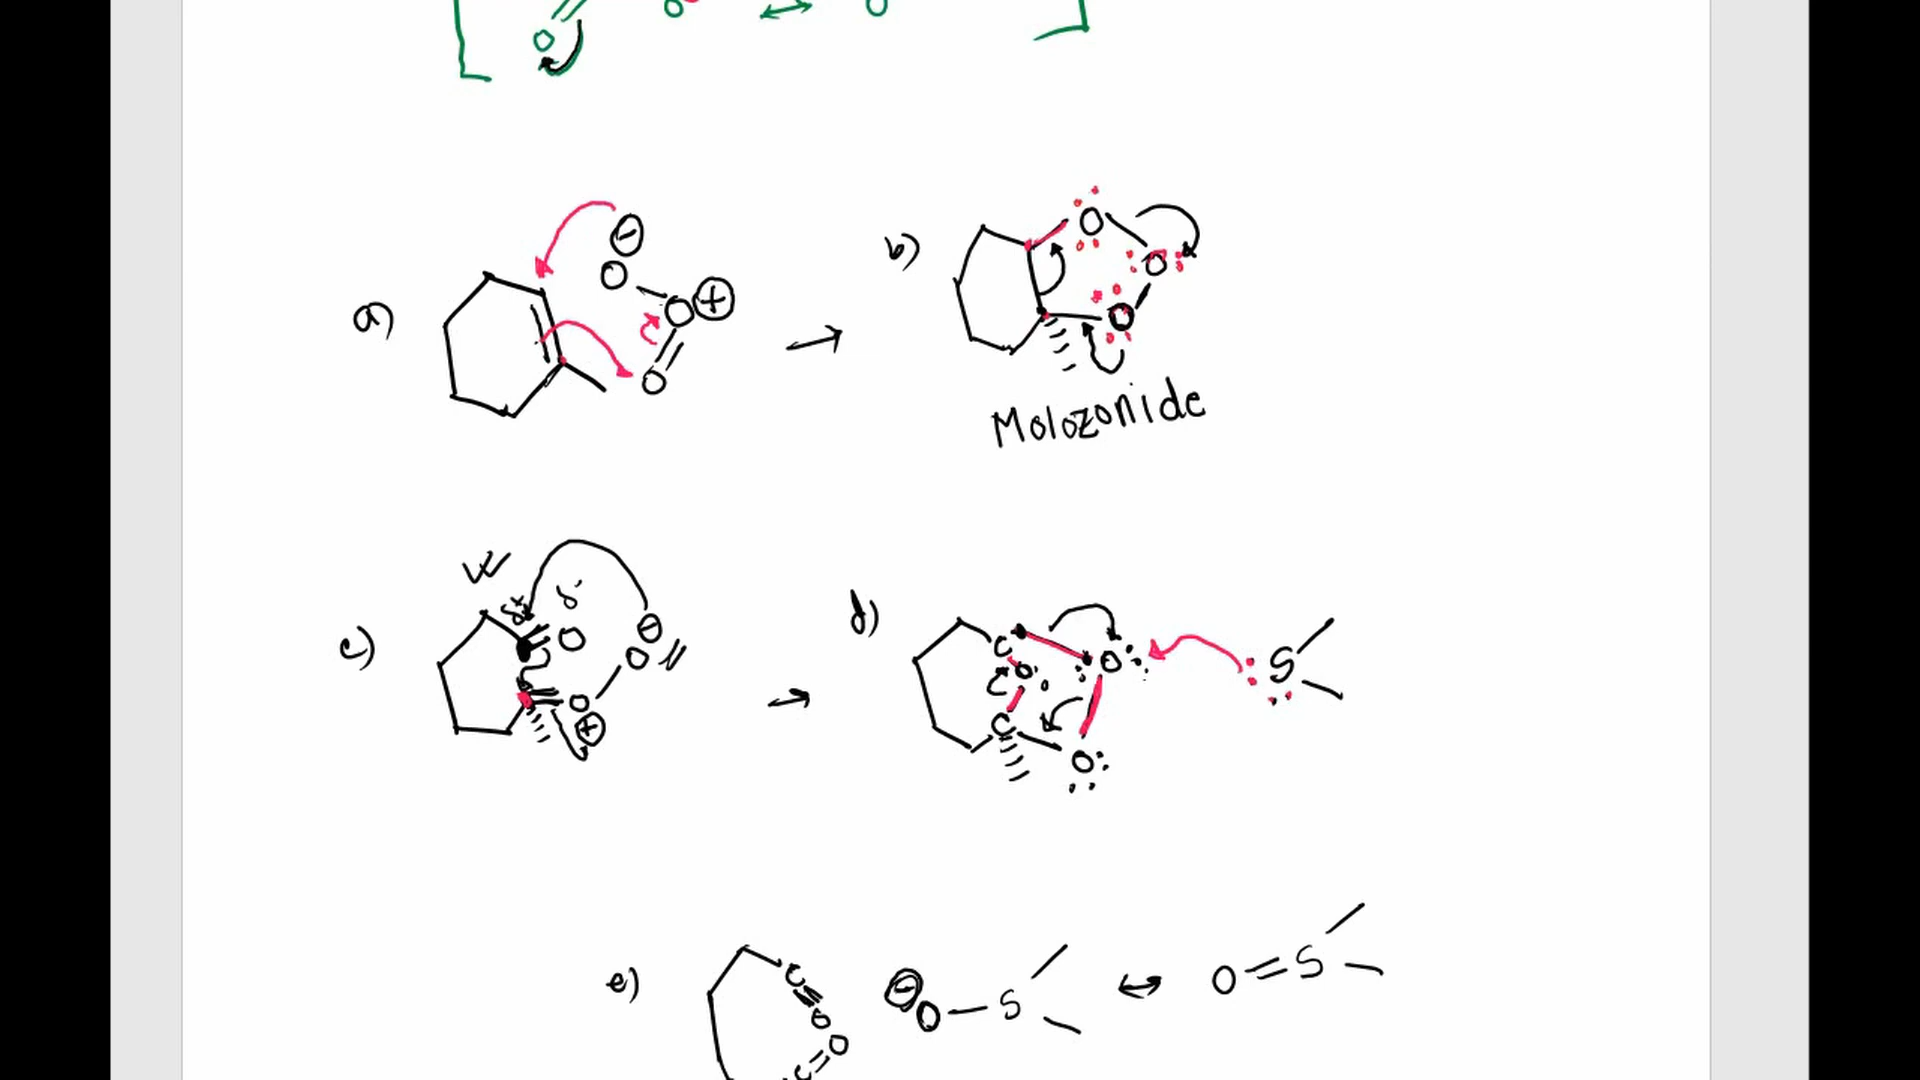 O O O
a) ⊖ O O ⊕ O
b) O O O
Molozonide
c) δ+ δ- O ⊖ O O ⊕
d) C O O C O S
e) C O O C ⊖ O S ↔ O = S